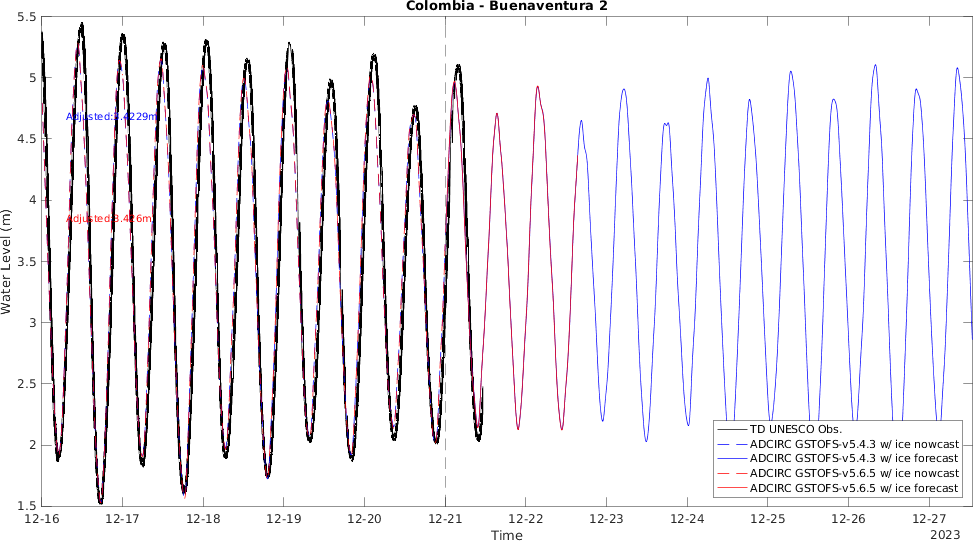 Colombia - Buenaventura 2
5.5
5
4.5
4
3.5
3
2.5
2
1.5
Water Level (m)
Adjusted:3.4229m
Adjusted:3.426m
TD UNESCO Obs.
ADCIRC GSTOFS-v5.4.3 w/ ice nowcast
ADCIRC GSTOFS-v5.4.3 w/ ice forecast
ADCIRC GSTOFS-v5.6.5 w/ ice nowcast
ADCIRC GSTOFS-v5.6.5 w/ ice forecast
12-16 12-17 12-18 12-19 12-20 12-21 12-22 12-23 12-24 12-25 12-26 12-27
Time
2023